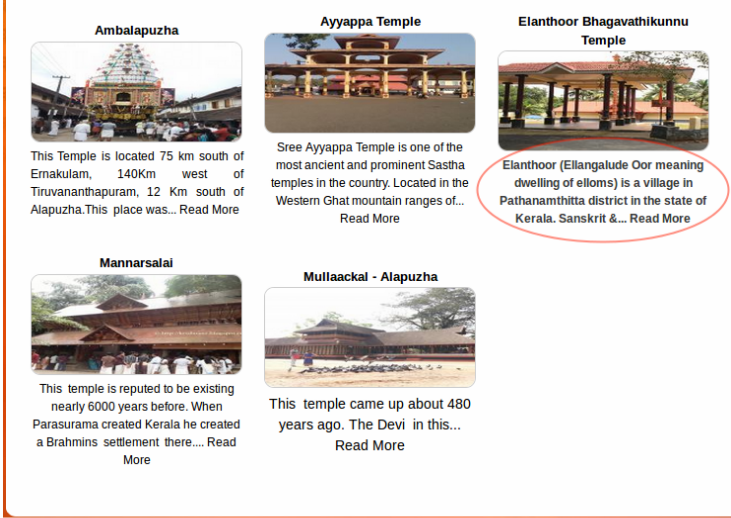 Ambalapuzha
This Temple is located 75 km south of
Ernakulam, 140Km west of
Tiruvananthapuram, 12 Km south of
Alapuzha.This place was... Read More
Ayyappa Temple
Sree Ayyappa Temple is one of the
most ancient and prominent Sastha
temples in the country. Located in the
Western Ghat mountain ranges of...
Read More
Elanthoor Bhagavathikunnu
Temple
Elanthoor (Ellangalude Oor meaning
dwelling of elloms) is a village in
Pathanamthitta district in the state of
Kerala. Sanskrit &... Read More
Mannarsalai
This temple is reputed to be existing
nearly 6000 years before. When
Parasurama created Kerala he created
a Brahmins settlement there.... Read
More
Mullaackal - Alapuzha
This temple came up about 480
years ago. The Devi in this...
Read More